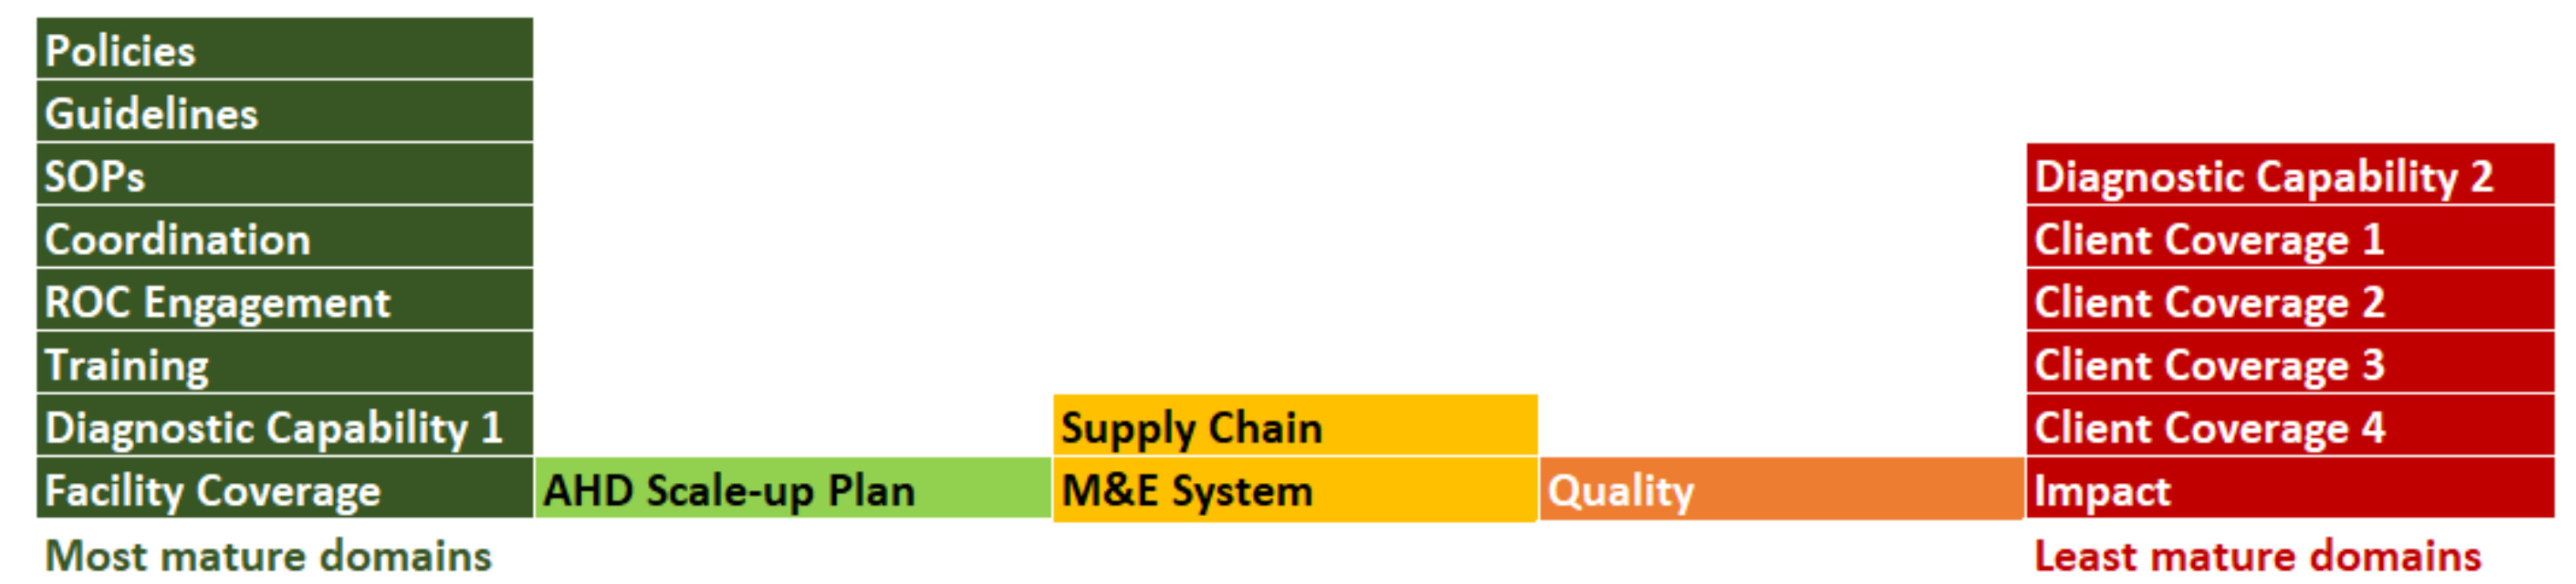 Policies
Guidelines
SOPs
Coordination
ROC Engagement
Training
Diagnostic Capability 1
Facility Coverage
Most mature domains
AHD Scale-up Plan
Supply Chain
M&E System
Quality
Diagnostic Capability 2
Client Coverage 1
Client Coverage 2
Client Coverage 3
Client Coverage 4
Impact
Least mature domains